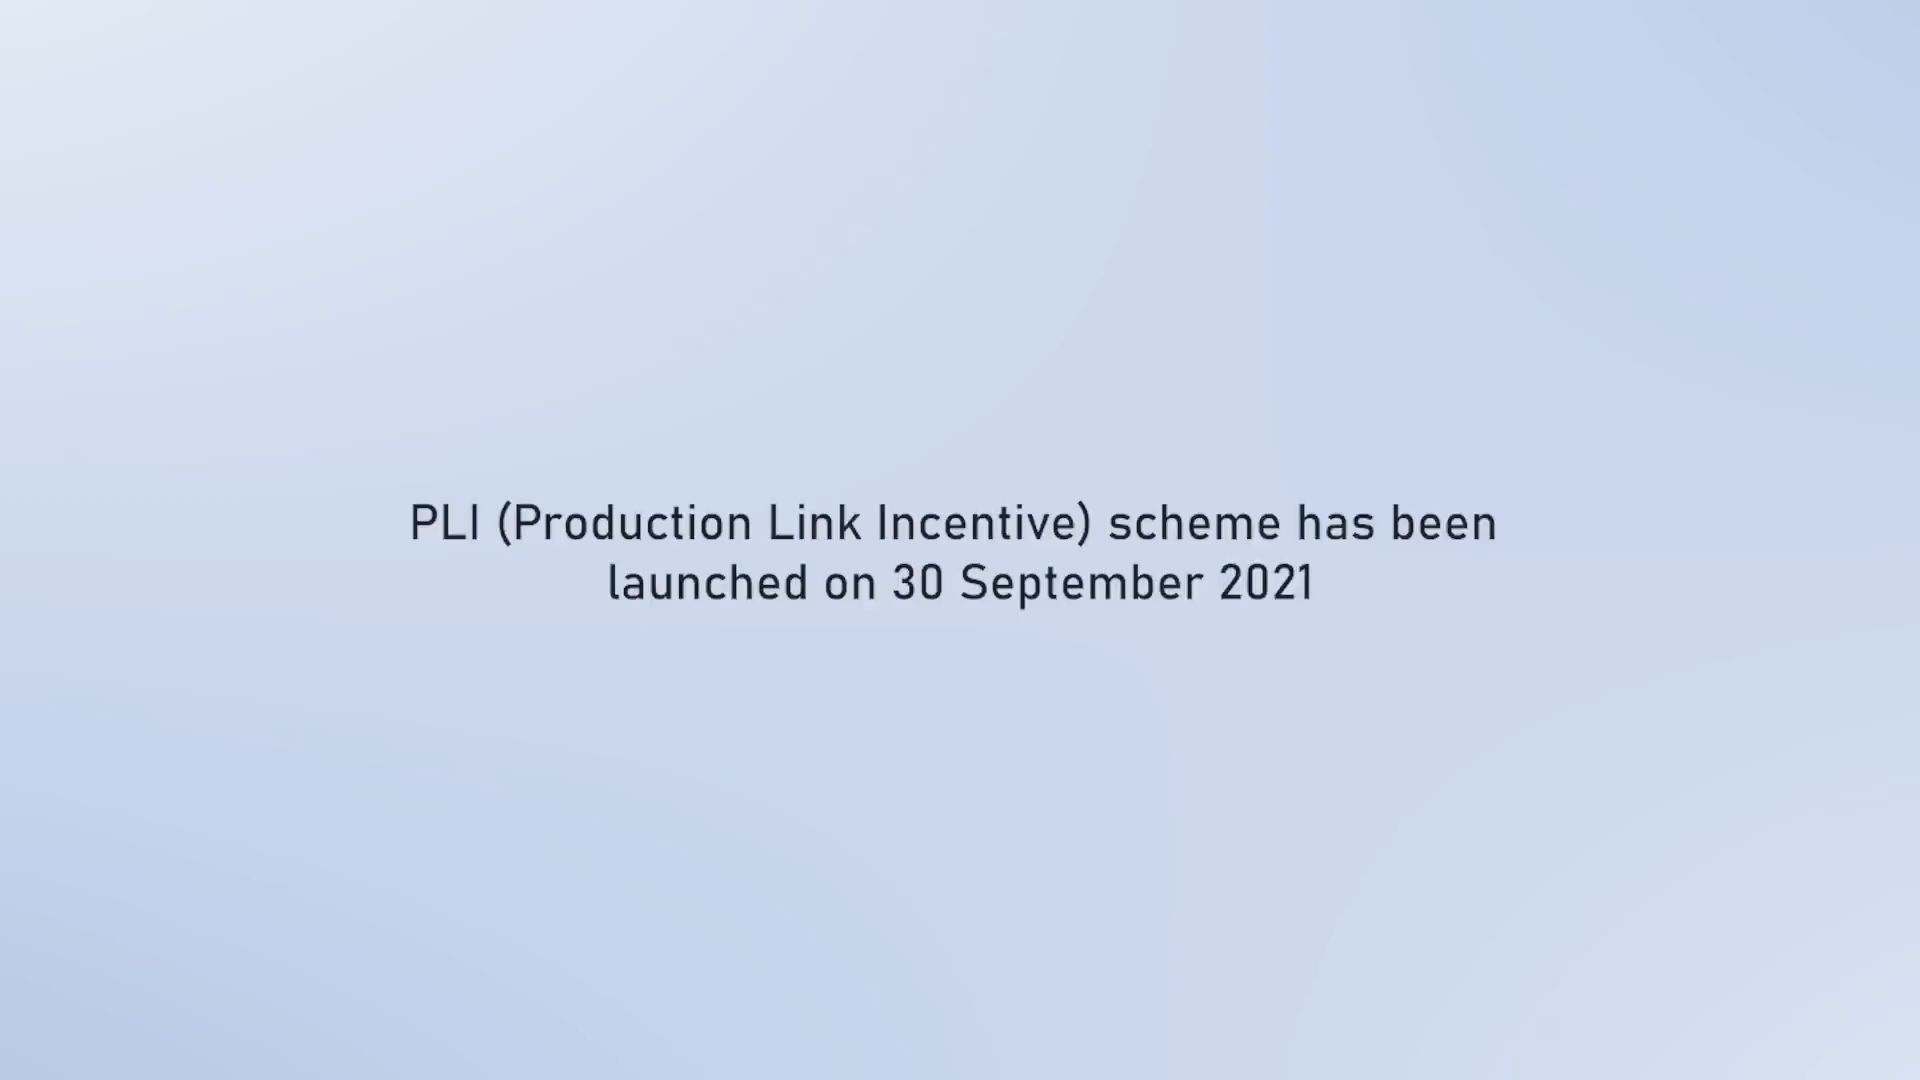 PLI (Production Link Incentive) scheme has been
launched on 30 September 2021